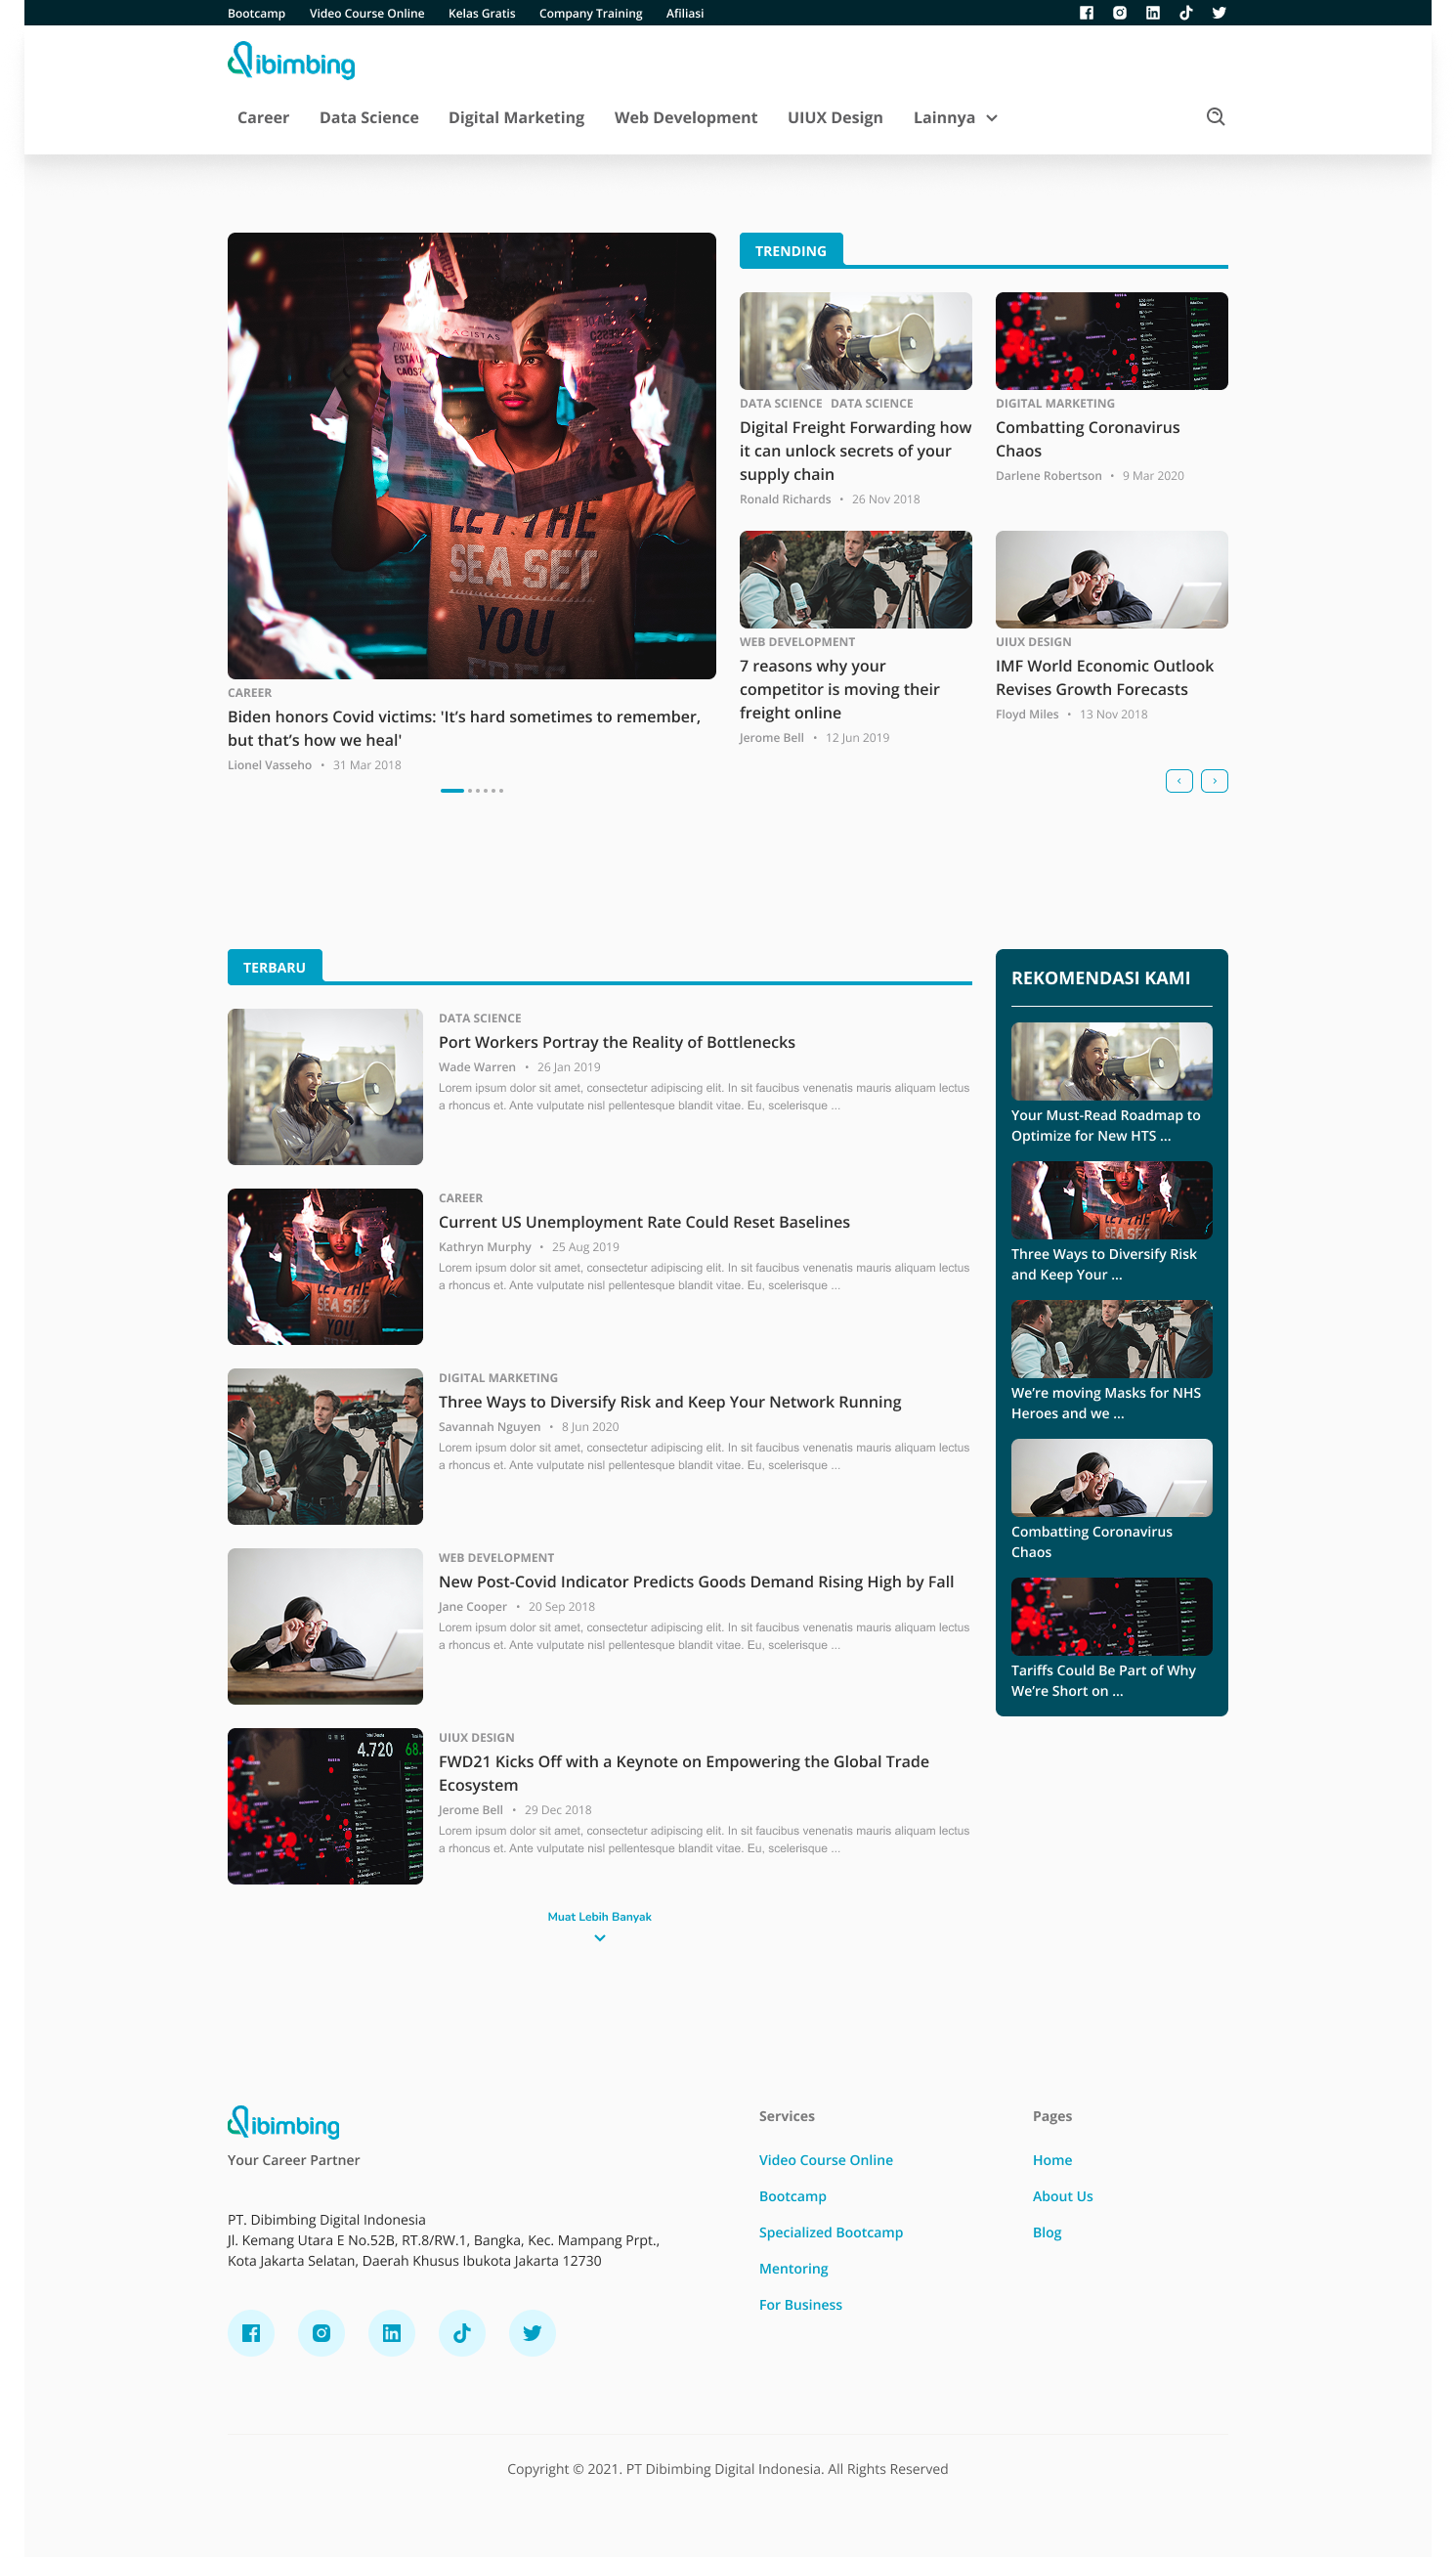 Bootcamp Video Course Online Kelas Gratis Company Training Afiliasi
ibimbing
Career Data Science Digital Marketing Web Development UIUX Design Lainnya
ACISTAS
LET THE
SEA SET
YOU
FREE
CAREER
Biden honors Covid victims: 'It’s hard sometimes to remember,
but that’s how we heal'
Lionel Vasseho • 31 Mar 2018
TRENDING
DATA SCIENCE DATA SCIENCE
Digital Freight Forwarding how
it can unlock secrets of your
supply chain
Ronald Richards • 26 Nov 2018
DIGITAL MARKETING
Combatting Coronavirus
Chaos
Darlene Robertson • 9 Mar 2020
WEB DEVELOPMENT
7 reasons why your
competitor is moving their
freight online
Jerome Bell • 12 Jun 2019
UIUX DESIGN
IMF World Economic Outlook
Revises Growth Forecasts
Floyd Miles • 13 Nov 2018
TERBARU
DATA SCIENCE
Port Workers Portray the Reality of Bottlenecks
Wade Warren • 26 Jan 2019
Lorem ipsum dolor sit amet, consectetur adipiscing elit. In sit faucibus venenatis mauris aliquam lectus
a rhoncus et. Ante vulputate nisl pellentesque blandit vitae. Eu, scelerisque ...
LET THE
SEA SET
YOU
CAREER
Current US Unemployment Rate Could Reset Baselines
Kathryn Murphy • 25 Aug 2019
Lorem ipsum dolor sit amet, consectetur adipiscing elit. In sit faucibus venenatis mauris aliquam lectus
a rhoncus et. Ante vulputate nisl pellentesque blandit vitae. Eu, scelerisque ...
DIGITAL MARKETING
Three Ways to Diversify Risk and Keep Your Network Running
Savannah Nguyen • 8 Jun 2020
Lorem ipsum dolor sit amet, consectetur adipiscing elit. In sit faucibus venenatis mauris aliquam lectus
a rhoncus et. Ante vulputate nisl pellentesque blandit vitae. Eu, scelerisque ...
WEB DEVELOPMENT
New Post-Covid Indicator Predicts Goods Demand Rising High by Fall
Jane Cooper • 20 Sep 2018
Lorem ipsum dolor sit amet, consectetur adipiscing elit. In sit faucibus venenatis mauris aliquam lectus
a rhoncus et. Ante vulputate nisl pellentesque blandit vitae. Eu, scelerisque ...
4.720 68.
UIUX DESIGN
FWD21 Kicks Off with a Keynote on Empowering the Global Trade
Ecosystem
Jerome Bell • 29 Dec 2018
Lorem ipsum dolor sit amet, consectetur adipiscing elit. In sit faucibus venenatis mauris aliquam lectus
a rhoncus et. Ante vulputate nisl pellentesque blandit vitae. Eu, scelerisque ...
Muat Lebih Banyak
REKOMENDASI KAMI
Your Must-Read Roadmap to
Optimize for New HTS ...
LET THE
SEA SET
Three Ways to Diversify Risk
and Keep Your ...
We’re moving Masks for NHS
Heroes and we ...
Combatting Coronavirus
Chaos
Tariffs Could Be Part of Why
We’re Short on ...
ibimbing
Your Career Partner
PT. Dibimbing Digital Indonesia
Jl. Kemang Utara E No.52B, RT.8/RW.1, Bangka, Kec. Mampang Prpt.,
Kota Jakarta Selatan, Daerah Khusus Ibukota Jakarta 12730
Services
Video Course Online
Bootcamp
Specialized Bootcamp
Mentoring
For Business
Pages
Home
About Us
Blog
Copyright © 2021. PT Dibimbing Digital Indonesia. All Rights Reserved